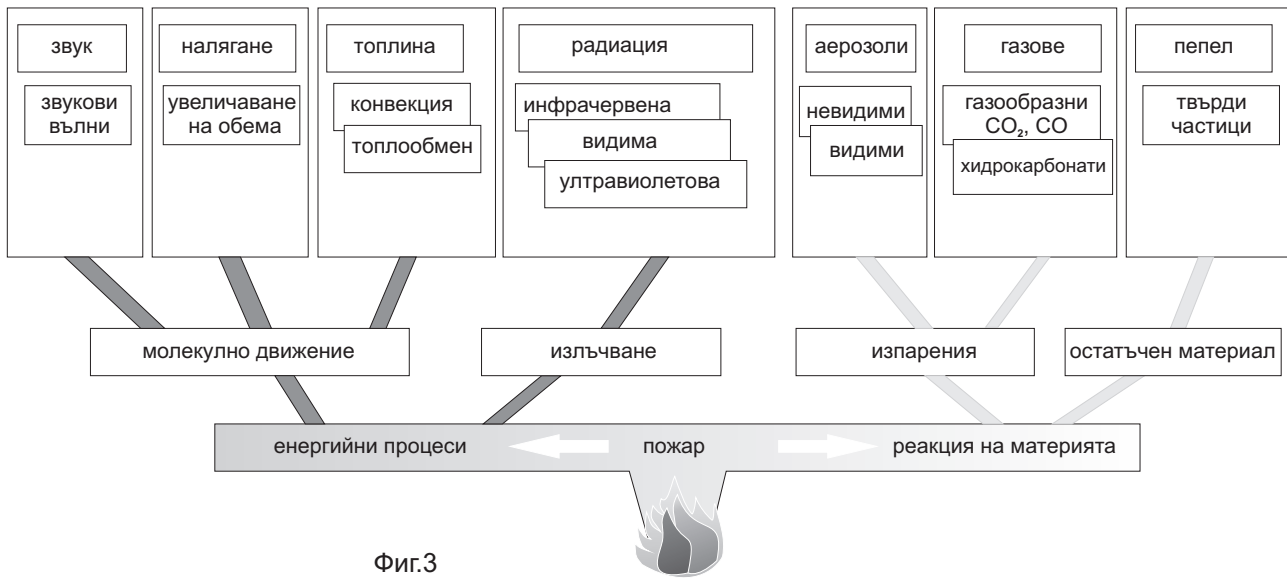 звук
звукови
вълни
налягане
увеличаване
на обема
топлина
конвекция
топлообмен
радиация
инфрачервена
видима
ултравиолетова
аерозоли
невидими
видими
газове
газообразни
CO₂, CO
хидрокарбонати
пепел
твърди
частици
молекулно движение
излъчване
изпарения
остатъчен материал
енергийни процеси
пожар
реакция на материята
Фиг.3